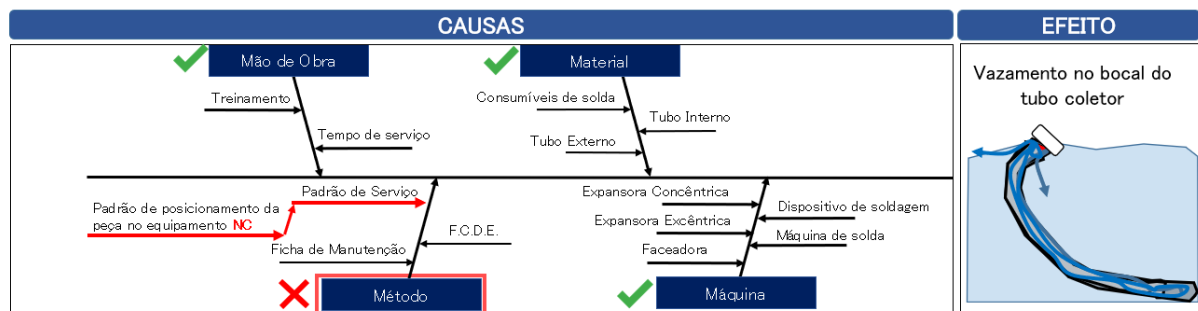 CAUSAS
EFEITO
Mão de Obra
Material
Treinamento
Tempo de serviço
Consumíveis de solda
Tubo Interno
Tubo Externo
Vazamento no bocal do
tubo coletor
Padrão de Serviço
Padrão de posicionamento da
peça no equipamento NC
Ficha de Manutenção
F.C.D.E.
Expansora Concêntrica
Dispositivo de soldagem
Expansora Excêntrica
Máquina de solda
Faceadora
Método
Máquina